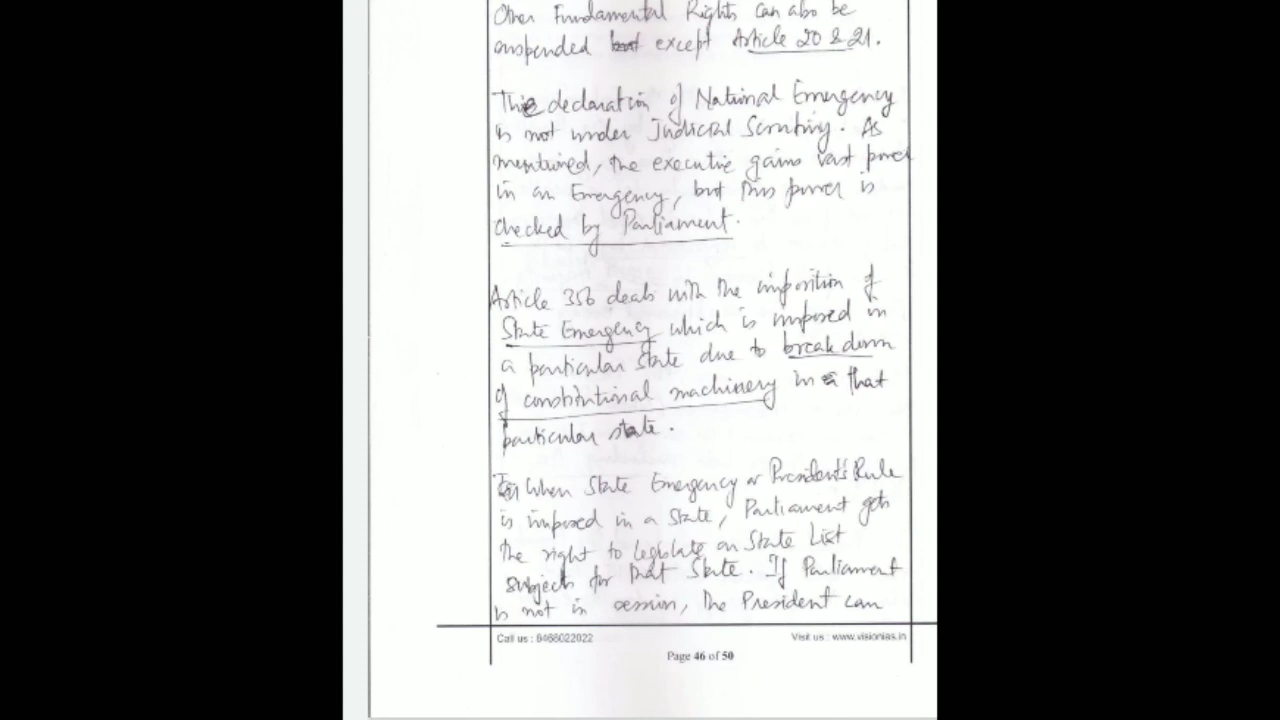 Other Fundamental Rights can also be
suspended but except Article 20 & 21.
The declaration of National Emergency
is not under Judicial Scrutiny. As
mentioned, the executive gains vast power
in an Emergency, but this power is
checked by Parliament.
Article 356 deals with the imposition of
State Emergency which is imposed in
a particular state due to break down
of constitutional machinery in a that
particular state.
When State Emergency or President's Rule
is imposed in a State, Parliament gets
the right to legislate on State List
subjects for that State. If Parliament
is not in session, the President can
Call us : 8468022022
Visit us : www.visionias.in
Page 46 of 50